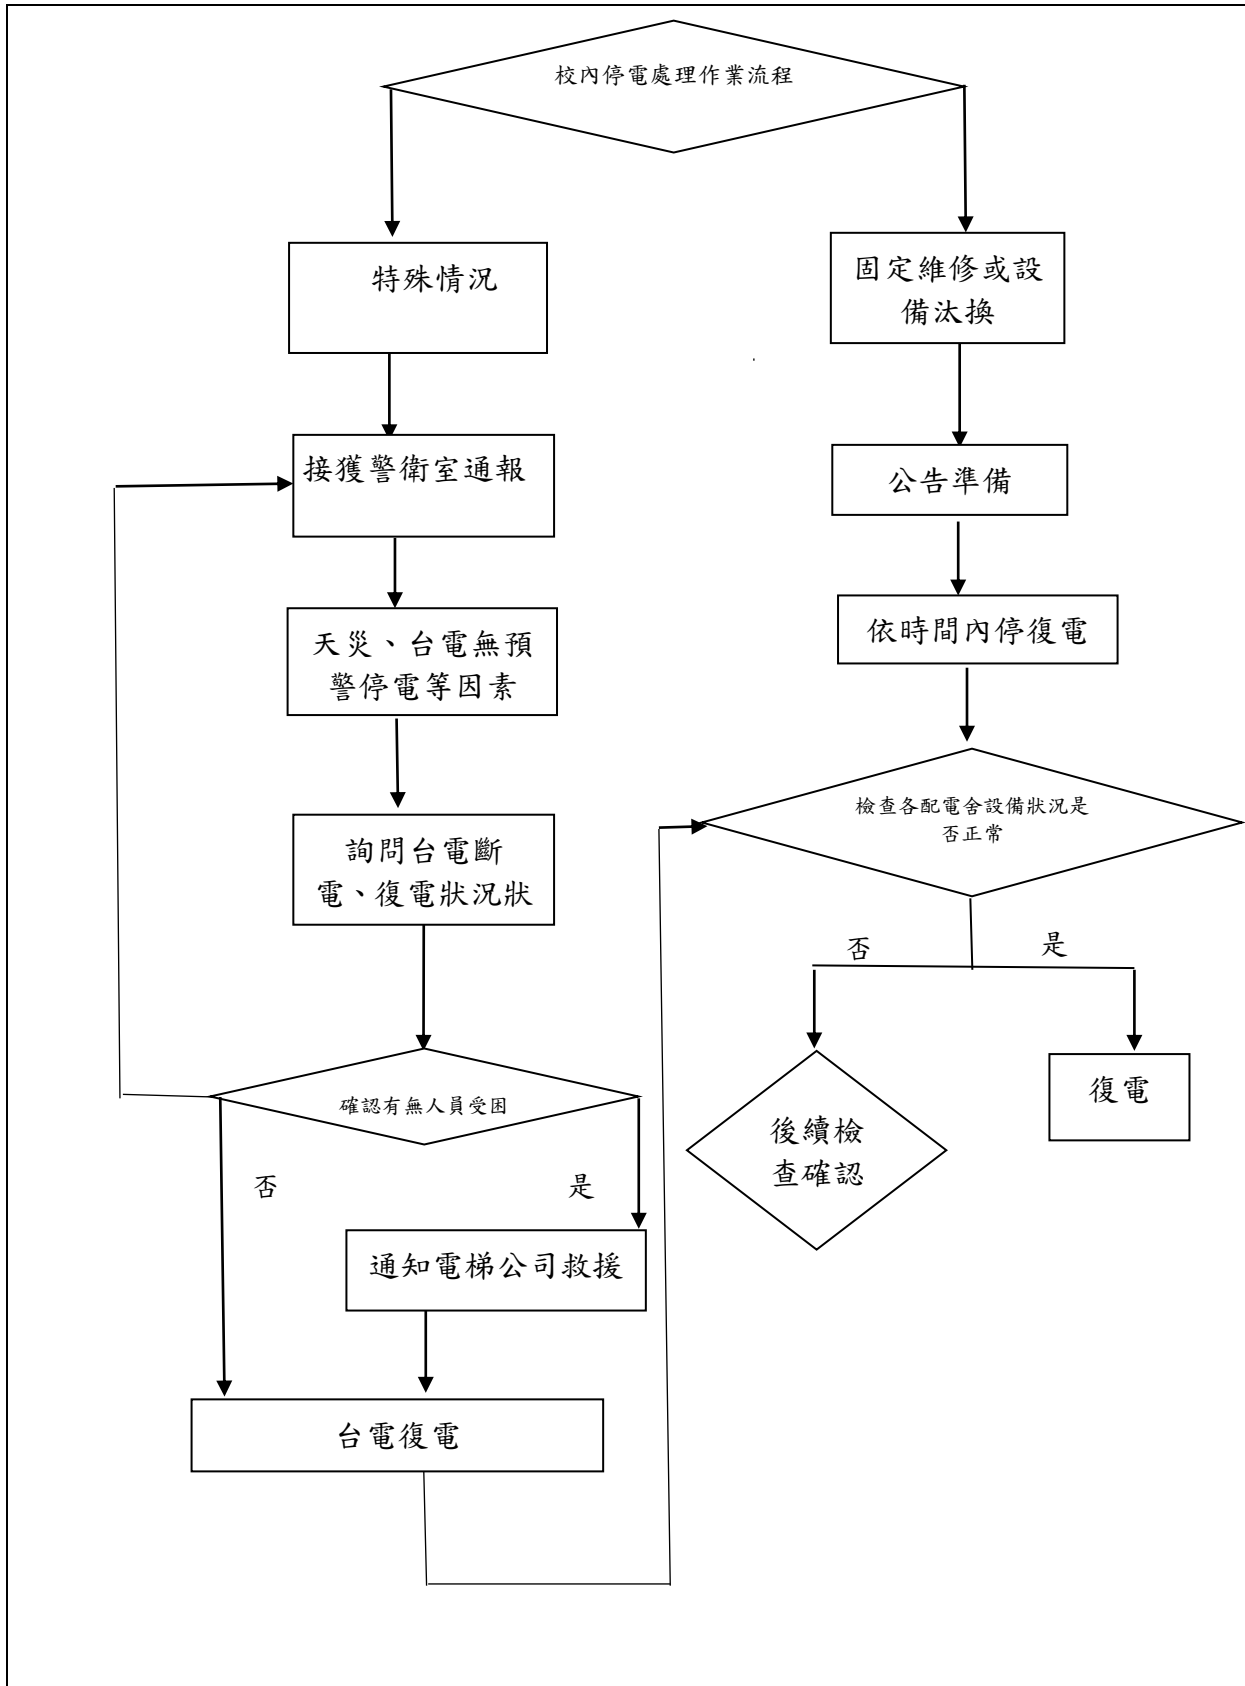 校內停電處理作業流程
特殊情況
接獲警衛室通報
天災、台電無預
警停電等因素
詢問台電斷
電、復電狀況狀
確認有無人員受困
否
是
通知電梯公司救援
台電復電
固定維修或設
備汰換
公告準備
依時間內停復電
檢查各配電舍設備狀況是
否正常
否
是
後續檢
查確認
復電